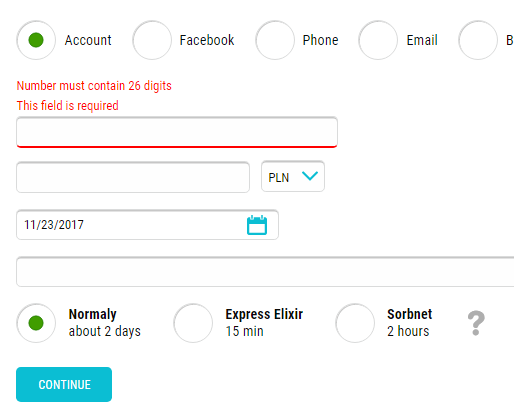 Account Facebook Phone Email B
Number must contain 26 digits
This field is required
PLN
11/23/2017
Normaly Express Elixir Sorbnet
about 2 days 15 min 2 hours
?
CONTINUE